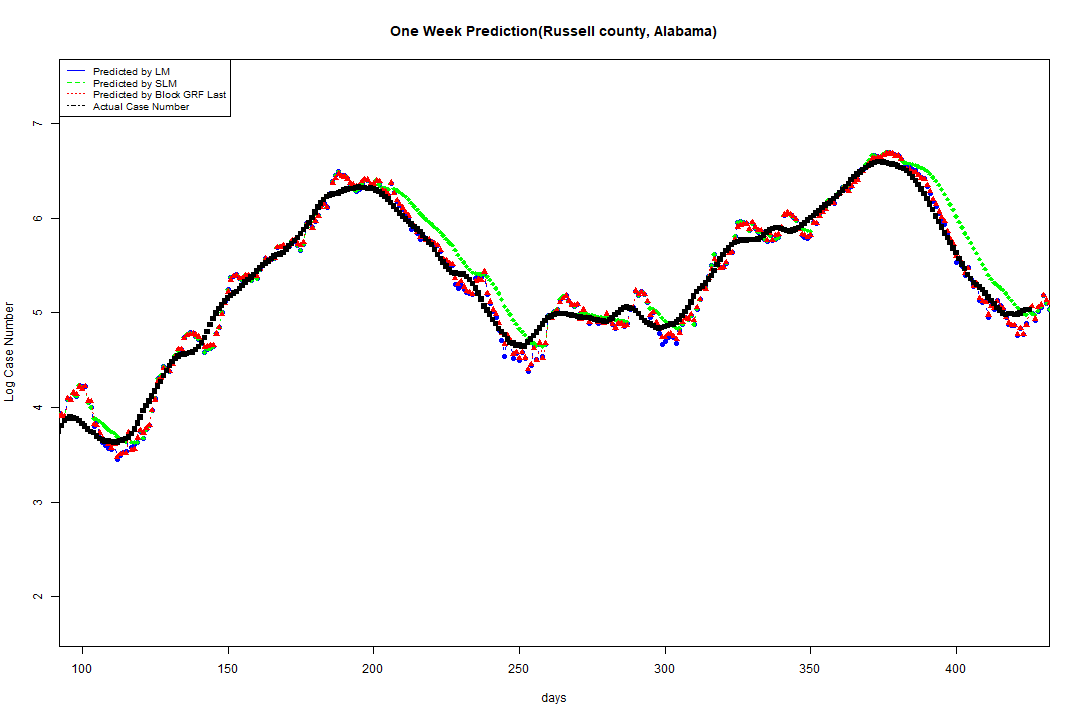 One Week Prediction(Russell county, Alabama)
Predicted by LM
Predicted by SLM
Predicted by Block GRF Last
Actual Case Number
7
6
5
4
3
2
Log Case Number
100 150 200 250 300 350 400
days